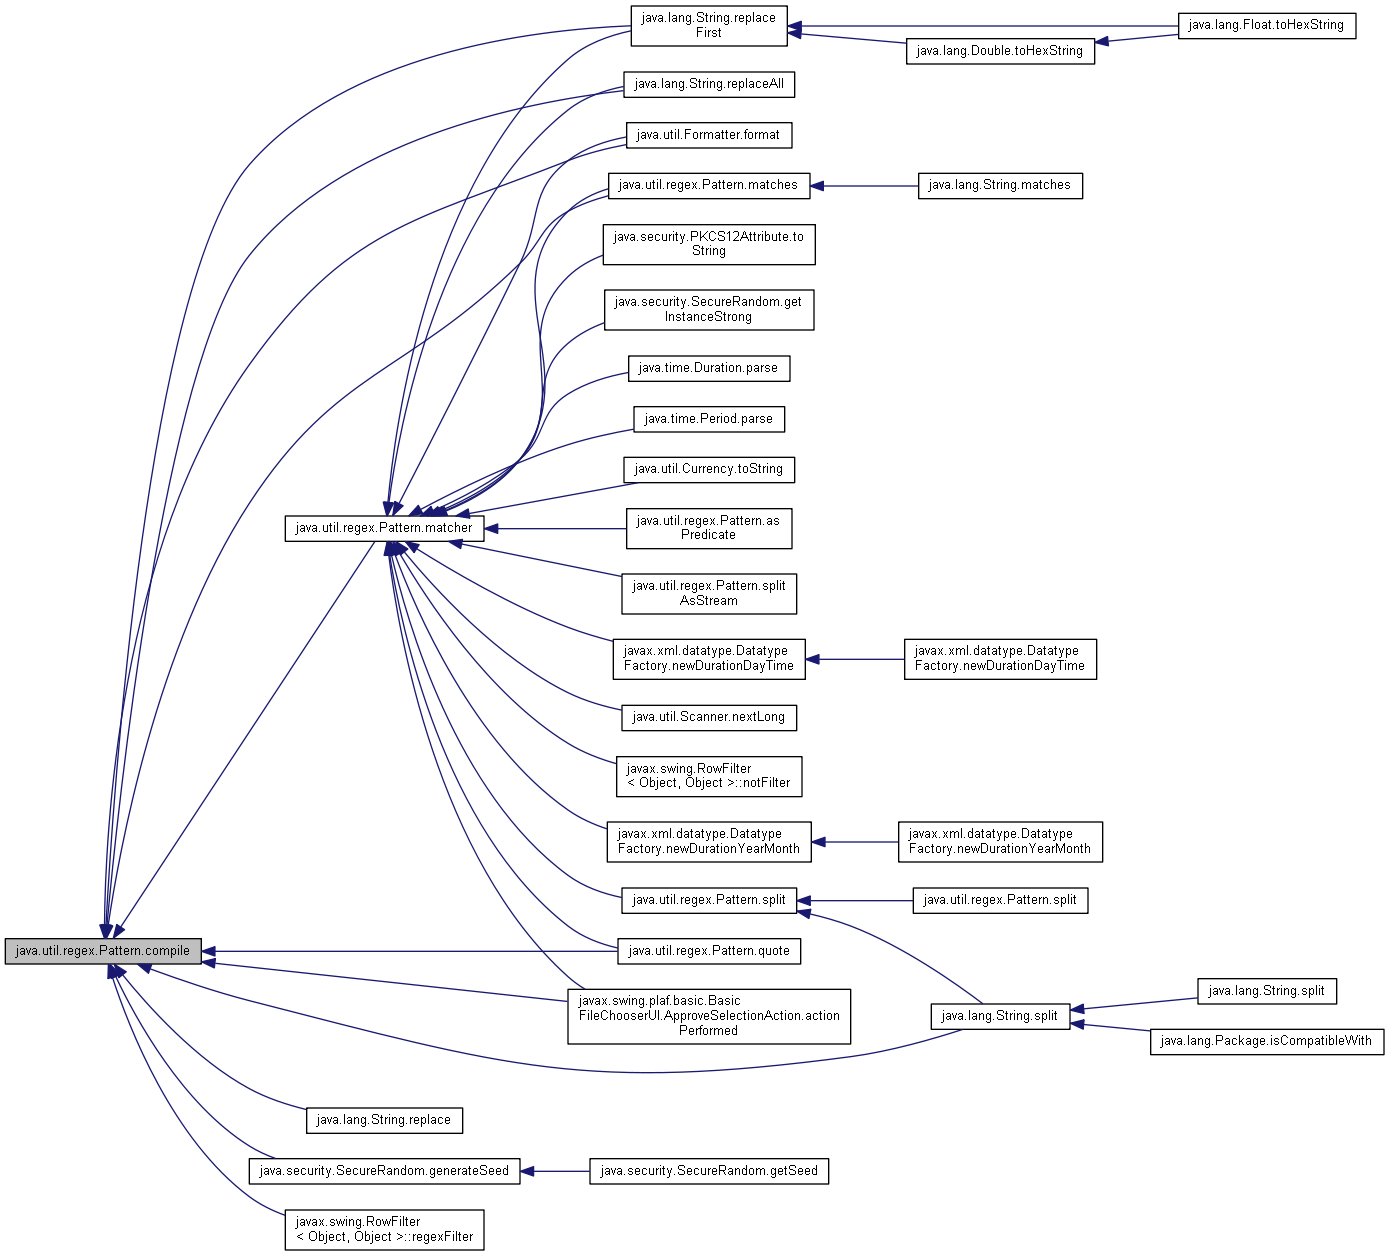 java.lang.String.replace
First
java.lang.Float.toHexString
java.lang.Double.toHexString
java.lang.String.replaceAll
java.util.Formatter.format
java.util.regex.Pattern.matches
java.lang.String.matches
java.security.PKCS12Attribute.to
String
java.security.SecureRandom.get
InstanceStrong
java.time.Duration.parse
java.time.Period.parse
java.util.Currency.toString
java.util.regex.Pattern.matcher
java.util.regex.Pattern.as
Predicate
java.util.regex.Pattern.split
AsStream
javax.xml.datatype.Datatype
Factory.newDurationDayTime
javax.xml.datatype.Datatype
Factory.newDurationDayTime
java.util.Scanner.nextLong
javax.swing.RowFilter
< Object, Object >::notFilter
javax.xml.datatype.Datatype
Factory.newDurationYearMonth
javax.xml.datatype.Datatype
Factory.newDurationYearMonth
java.util.regex.Pattern.split
java.util.regex.Pattern.split
java.util.regex.Pattern.compile
java.util.regex.Pattern.quote
javax.swing.plaf.basic.Basic
FileChooserUI.ApproveSelectionAction.action
Performed
java.lang.String.split
java.lang.String.split
java.lang.Package.isCompatibleWith
java.lang.String.replace
java.security.SecureRandom.generateSeed
java.security.SecureRandom.getSeed
javax.swing.RowFilter
< Object, Object >::regexFilter